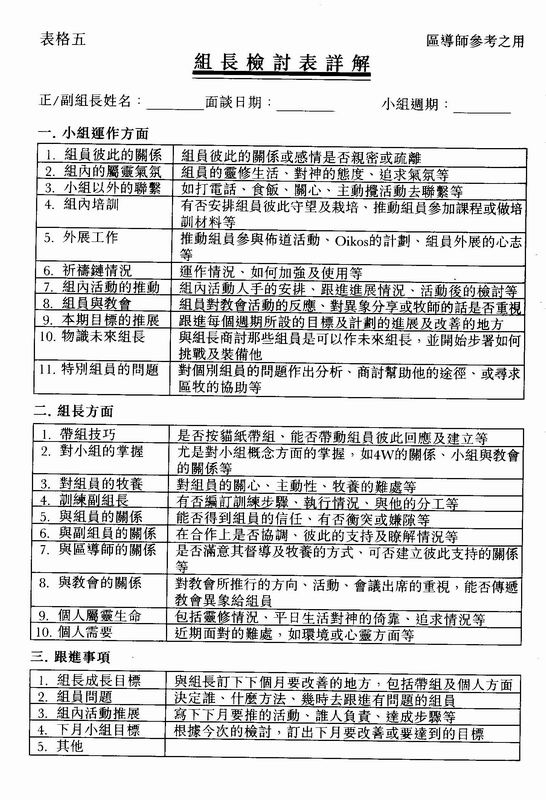 表格五 區導師參考之用
組長檢討表詳解
正/副組長姓名：________面談日期：________ 小組週期：________
一. 小組運作方面
1. 組員彼此的關係 組員彼此的關係或感情是否親密或疏離
2. 組內的屬靈氣氛 組員的靈修生活、對神的態度、追求氣氛等
3. 小組以外的聯繫 如打電話、食飯、關心、主動攪活動去聯繫等
4. 組內培訓 有否安排組員彼此守望及栽培、推動組員參加課程或做培
訓材料等
5. 外展工作 推動組員參與佈道活動、Oikos的計劃、組員外展的心志
等
6. 祈禱鏈情況 運作情況、如何加強及使用等
7. 組內活動的推動 組內活動人手的安排、跟進進展情況、活動後的檢討等
8. 組員與教會 組員對教會活動的反應、對異象分享或牧師的話是否重視
9. 本期目標的推展 跟進每個週期所設的目標及計劃的進展及改善的地方
10. 物識未來組長 與組長商討那些組員是可以作未來組長，並開始步署如何
挑戰及裝備他
11. 特別組員的問題 對個別組員的問題作出分析、商討幫助他的途徑、或尋求
區牧的協助等
二. 組長方面
1. 帶組技巧 是否按貓紙帶組、能否帶動組員彼此回應及建立等
2. 對小組的掌握 尤是對小組概念方面的掌握，如4W的關係、小組與教會
的關係等
3. 對組員的牧養 對組員的關心、主動性、牧養的難處等
4. 訓練副組長 有否編訂訓練步驟、執行情況、與他的分工等
5. 與組員的關係 能否得到組員的信任、有否衝突或嫌隙等
6. 與副組員的關係 在合作上是否協調、彼此的支持及瞭解情況等
7. 與區導師的關係 是否滿意其督導及牧養的方式、可否建立彼此支持的關係
等
8. 與教會的關係 對教會所推行的方向、活動、會議出席的重視，能否傳遞
教會異象給組員
9. 個人屬靈生命 包括靈修情況、平日生活對神的倚靠、追求情況等
10. 個人需要 近期面對的難處，如環境或心靈方面等
三. 跟進事項
1. 組長成長目標 與組長訂下下個月要改善的地方，包括帶組及個人方面
2. 組員問題 決定誰、什麼方法、幾時去跟進有問題的組員
3. 組內活動推展 寫下下月要推的活動、誰人負責、達成步驟等
4. 下月小組目標 根據今次的檢討，訂出下月要改善或要達到的目標
5. 其他